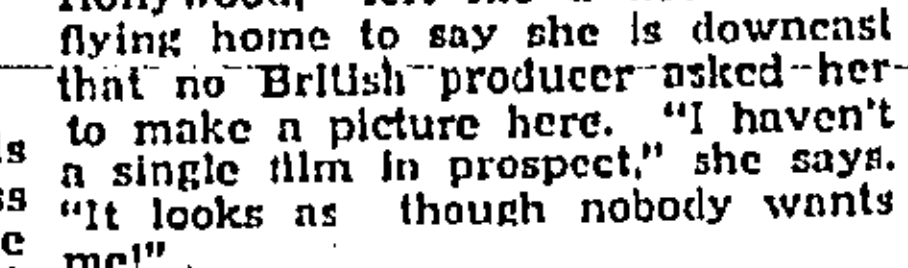 flying home to say she is downcast
that no British producer asked her
to make a picture here. "I haven't
a single film in prospect," she says.
"It looks as though nobody wants
me!"